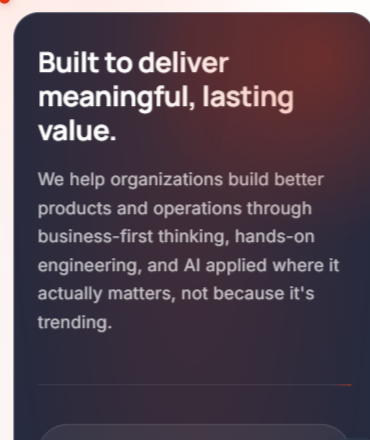 Built to deliver
meaningful, lasting
value.
We help organizations build better
products and operations through
business-first thinking, hands-on
engineering, and AI applied where it
actually matters, not because it's
trending.